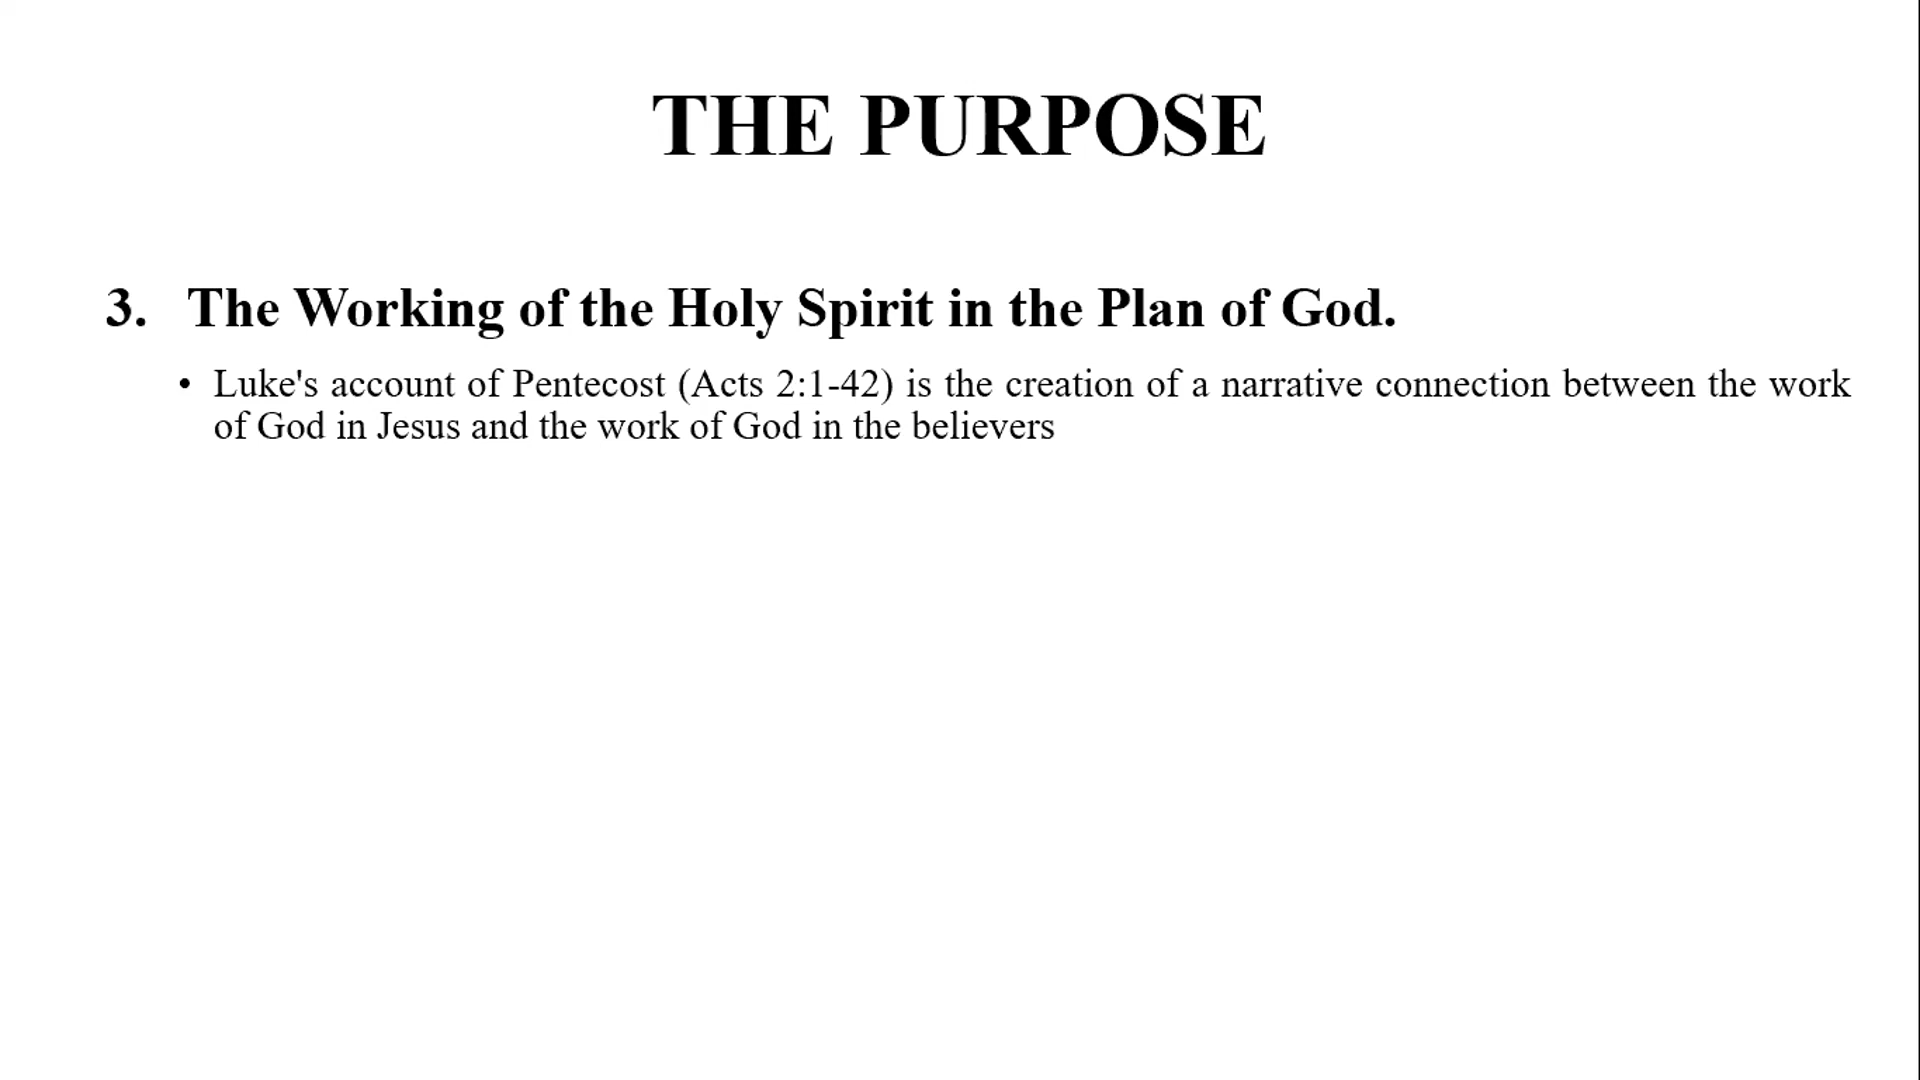 THE PURPOSE
3. The Working of the Holy Spirit in the Plan of God.
• Luke's account of Pentecost (Acts 2:1-42) is the creation of a narrative connection between the work
of God in Jesus and the work of God in the believers